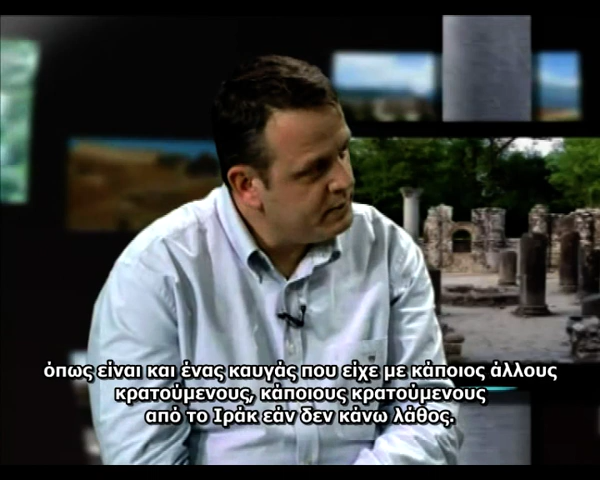 όπως είναι και ένας καυγάς που είχε με κάποιος άλλους
κρατούμενους, κάποιους κρατούμενους
από το Ιράκ εάν δεν κάνω λάθος.